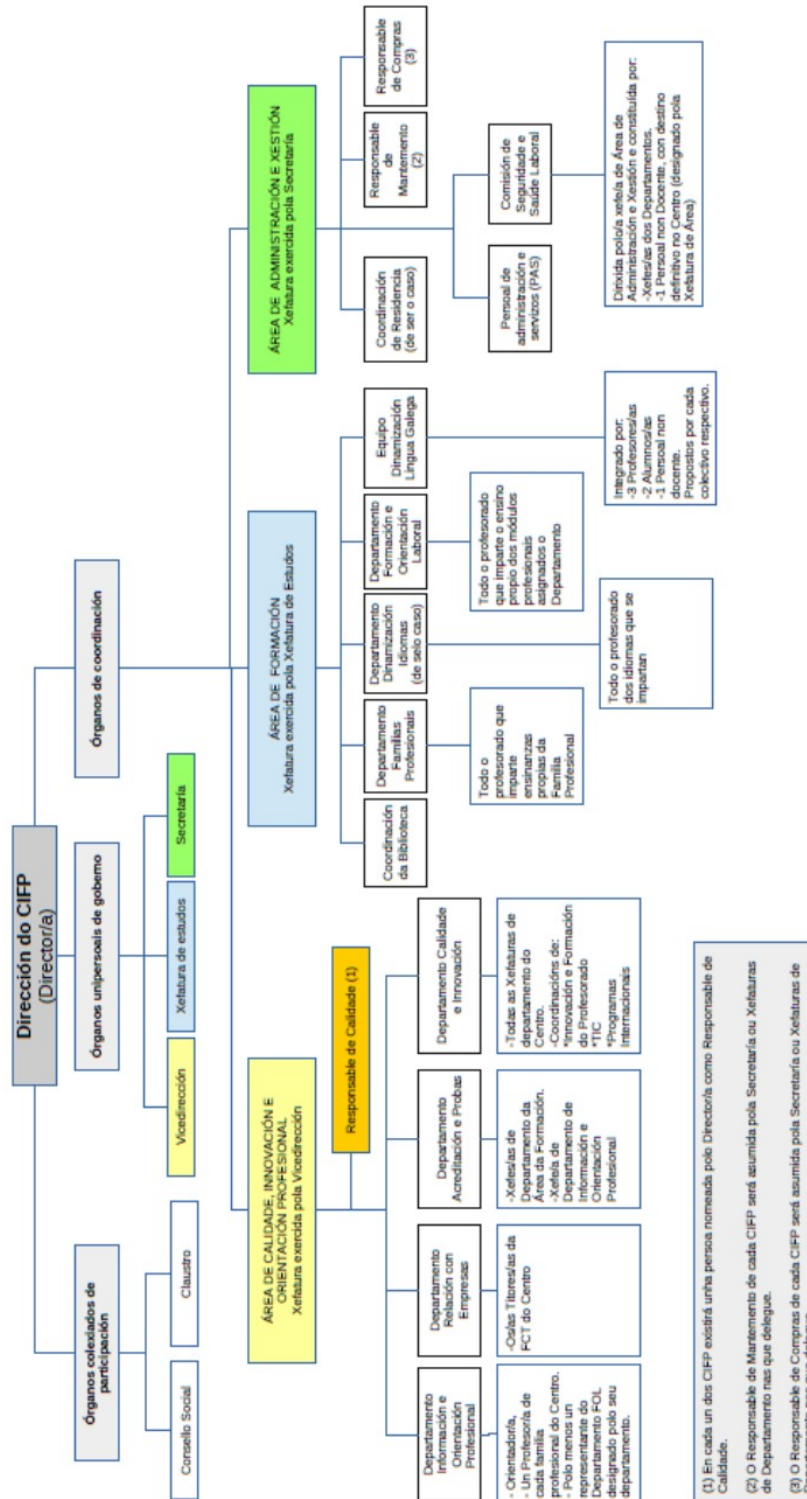 Dirección do CIFP
(Director/a)
Órganos colexiados de
participación
Órganos unipersoais de goberno
Órganos de coordinación
Consello Social
Claustro
Vicedirección
Xefatura de estudos
Secretaría
ÁREA DE CALIDADE, INNOVACIÓN E
ORIENTACIÓN PROFESIONAL
Xefatura exercida pola Vicedirección
Responsable de Calidade (1)
Departamento
Información e
Orientación
Profesional
Departamento
Relación con
Empresas
Departamento
Acreditación e Probas
Departamento Calidade
e Innovación
- Orientador/a,
- Un Profesor/a de
cada familia
profesional do Centro.
- Polo menos un
representante do
Departamento FOL
designado polo seu
departamento.
-Os/as Titores/as da
FCT do Centro
-Xefes/as de
Departamento da
Área da Formación.
-Xefe/a de
Departamento de
Información e
Orientación
Profesional
-Todas as Xefaturas de
departamento do
Centro.
-Coordinacións de:
*Innovación e Formación
do Profesorado
*TIC
*Programas
Internacionais
ÁREA DE FORMACIÓN
Xefatura exercida pola Xefatura de Estudos
Coordinación
da Biblioteca
Departamento
Familias
Profesionais
Departamento
Dinamización
Idiomas
(de selo caso)
Departamento
Formación e
Orientación
Laboral
Equipo
Dinamización
Lingua Galega
Todo o
profesorado que
imparte
ensinanzas
propias da
Familia
Profesional
Todo o profesorado
dos idiomas que se
impartan
Todo o profesorado
que imparte o ensino
propio dos módulos
profesionais
asignados o
Departamento
Integrado por:
-3 Profesores/as
-2 Alumnos/as
-1 Persoal non
docente.
Propostos por cada
colectivo respectivo.
ÁREA DE ADMINISTRACIÓN E XESTIÓN
Xefatura exercida pola Secretaría
Coordinación
de Residencia
(de ser o caso)
Responsable
de
Mantemento
(2)
Responsable
de Compras
(3)
Persoal de
administración e
servizos (PAS)
Comisión de
Seguridade e
Saúde Laboral
Dirixida polo/a xefe/a de Área de
Administración e Xestión e constituída por:
-Xefes/as dos Departamentos.
-1 Persoal non Docente, con destino
definitivo no Centro (designado pola
Xefatura de Área)
(1) En cada un dos CIFP existirá unha persoa nomeada polo Director/a como Responsable de
Calidade.
(2) O Responsable de Mantemento de cada CIFP será asumida pola Secretaría ou Xefaturas
de Departamento nas que delegue.
(3) O Responsable de Compras de cada CIFP será asumida pola Secretaría ou Xefaturas de